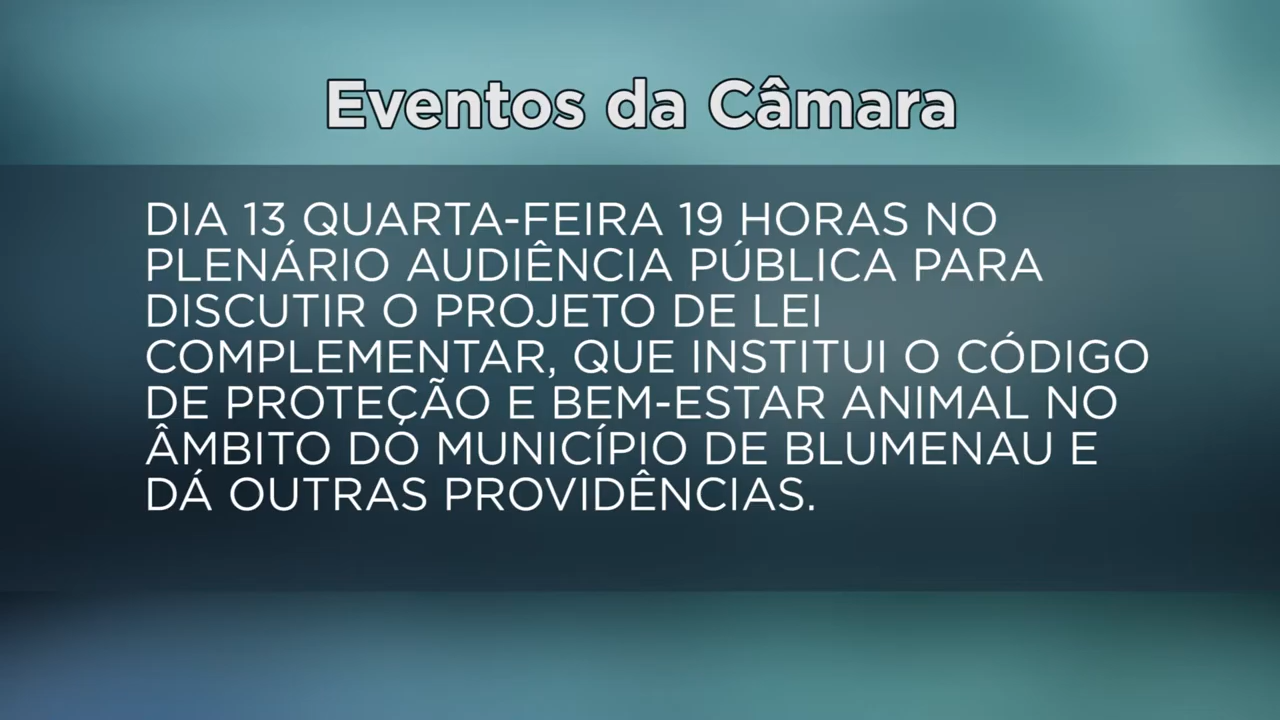 Eventos da Câmara
DIA 13 QUARTA-FEIRA 19 HORAS NO
PLENÁRIO AUDIÊNCIA PÚBLICA PARA
DISCUTIR O PROJETO DE LEI
COMPLEMENTAR, QUE INSTITUI O CÓDIGO
DE PROTEÇÃO E BEM-ESTAR ANIMAL NO
ÂMBITO DO MUNICÍPIO DE BLUMENAU E
DÁ OUTRAS PROVIDÊNCIAS.